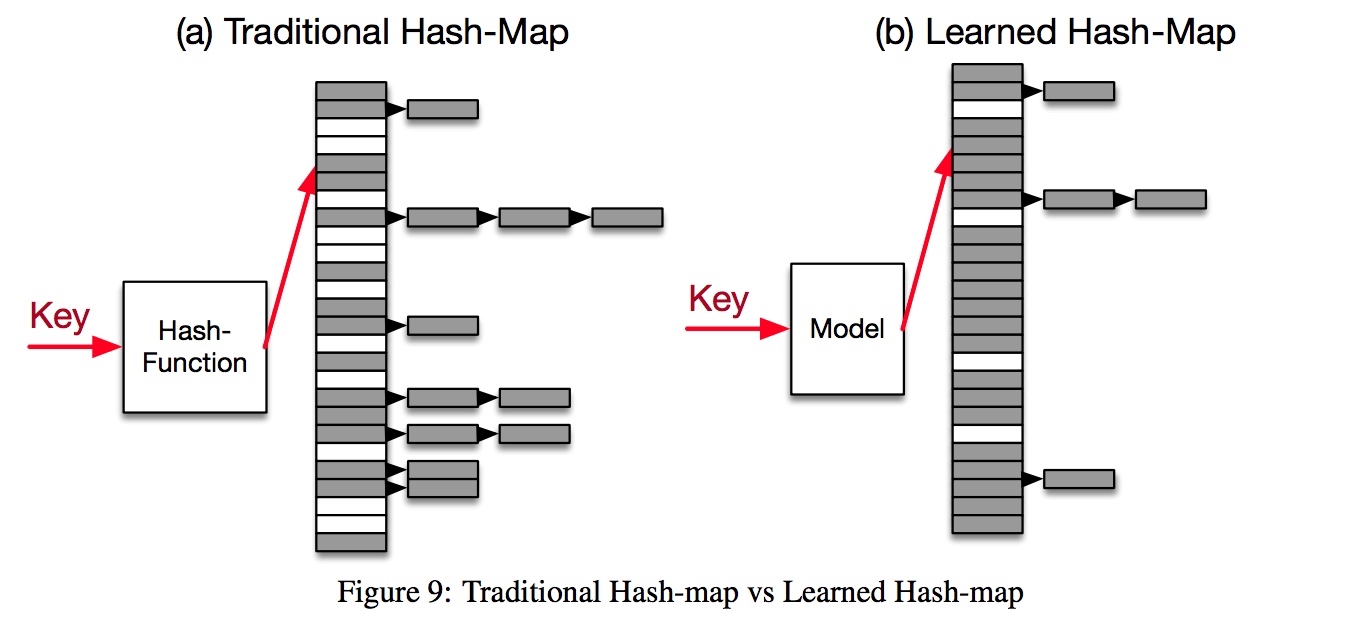 (a) Traditional Hash-Map
(b) Learned Hash-Map
Key
Hash-
Function
Key
Model
Figure 9: Traditional Hash-map vs Learned Hash-map